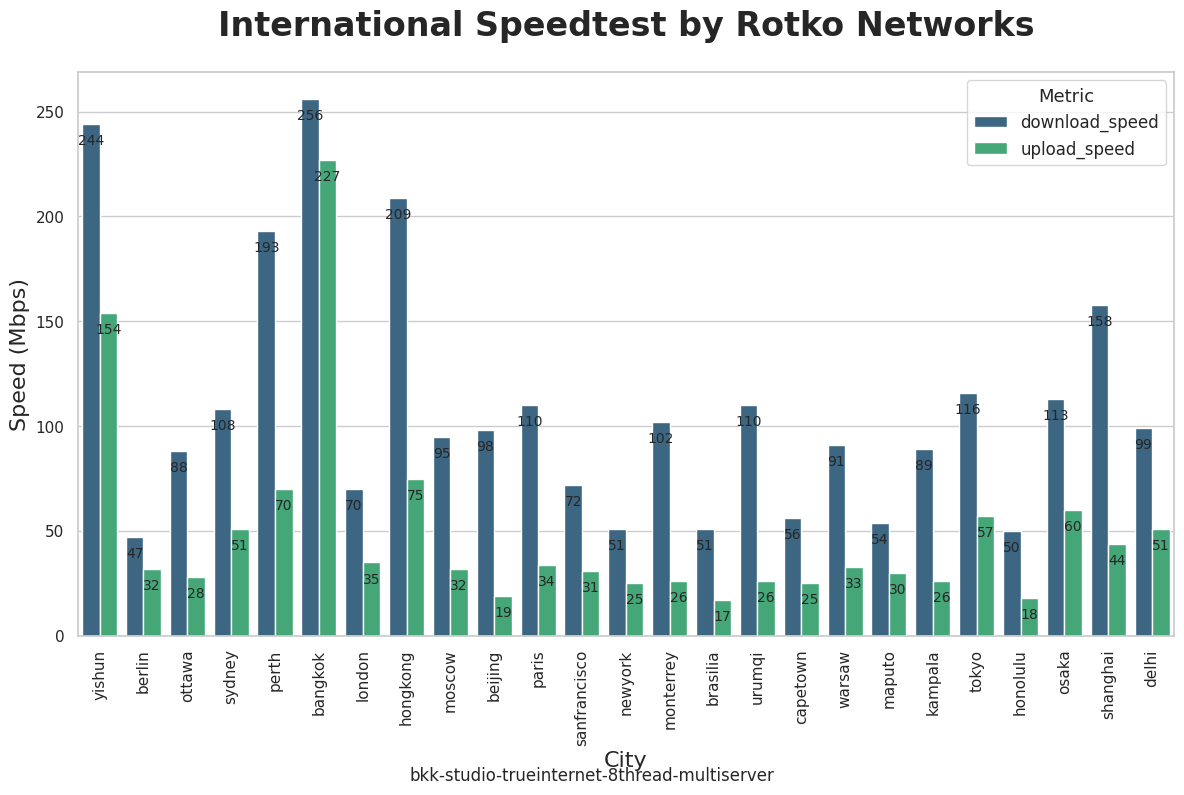 International Speedtest by Rotko Networks
Speed (Mbps)
250
200
150
100
50
0
Metric
download_speed
upload_speed
244
154
47
32
88
28
108
51
193
70
256
227
70
35
209
75
95
32
98
19
110
34
72
31
51
25
102
26
51
17
110
26
56
25
91
33
54
30
89
26
116
57
50
18
113
60
158
44
99
51
yishun
berlin
ottawa
sydney
perth
bangkok
london
hongkong
moscow
beijing
paris
sanfrancisco
newyork
monterrey
brasilia
urumqi
capetown
warsaw
maputo
kampala
tokyo
honolulu
osaka
shanghai
delhi
City
bkk-studio-trueinternet-8thread-multiserver